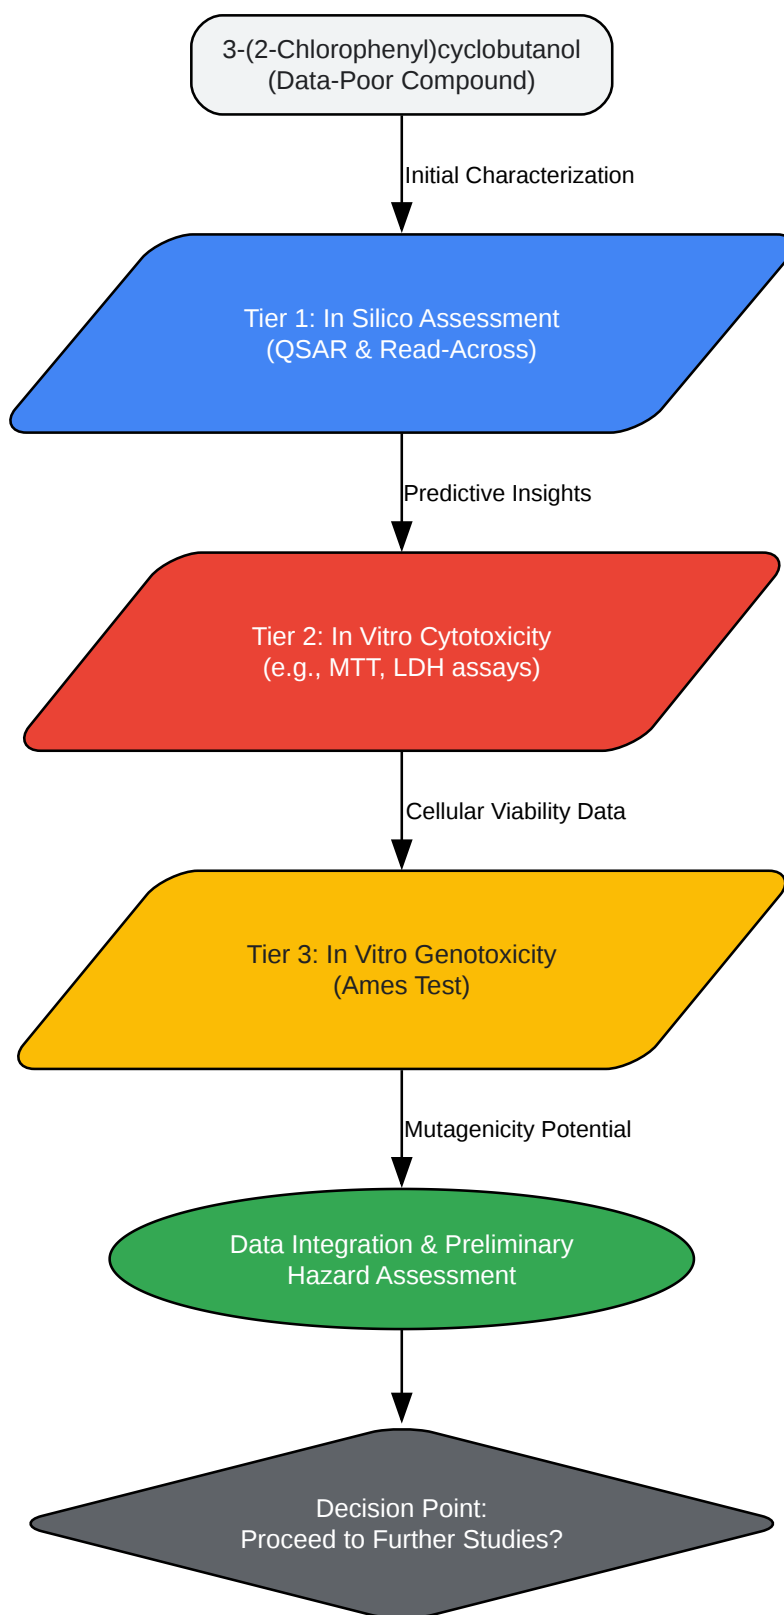 3-(2-Chlorophenyl)cyclobutanol
(Data-Poor Compound)
Initial Characterization
Tier 1: In Silico Assessment
(QSAR & Read-Across)
Predictive Insights
Tier 2: In Vitro Cytotoxicity
(e.g., MTT, LDH assays)
Cellular Viability Data
Tier 3: In Vitro Genotoxicity
(Ames Test)
Mutagenicity Potential
Data Integration & Preliminary
Hazard Assessment
Decision Point:
Proceed to Further Studies?